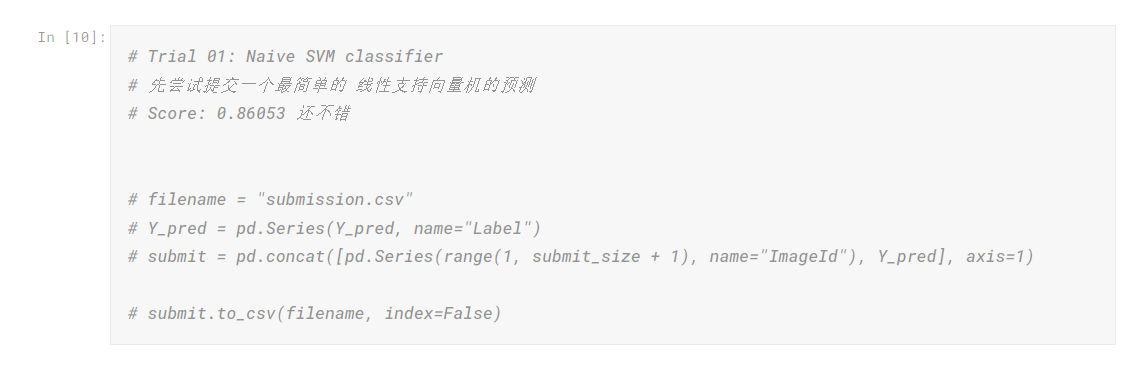 In [10]:
# Trial 01: Naive SVM classifier
# 先尝试提交一个最简单的 线性支持向量机的预测
# Score: 0.86053 还不错
# filename = "submission.csv"
# Y_pred = pd.Series(Y_pred, name="Label")
# submit = pd.concat([pd.Series(range(1, submit_size + 1), name="ImageId"), Y_pred], axis=1)
# submit.to_csv(filename, index=False)